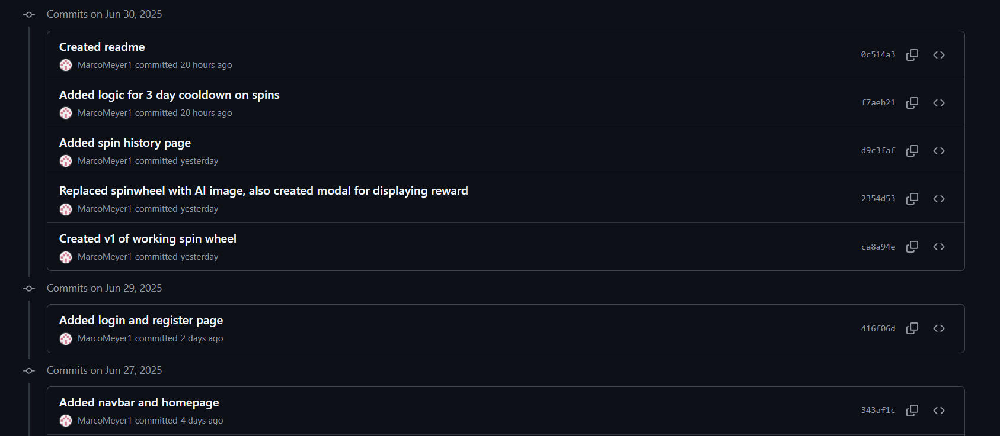 Commits on Jun 30, 2025
Created readme
MarcoMeyer1 committed 20 hours ago
0c514a3
Added logic for 3 day cooldown on spins
MarcoMeyer1 committed 20 hours ago
f7aeb21
Added spin history page
MarcoMeyer1 committed yesterday
d9c3faf
Replaced spinwheel with AI image, also created modal for displaying reward
MarcoMeyer1 committed yesterday
2354d53
Created v1 of working spin wheel
MarcoMeyer1 committed yesterday
ca8a94e
Commits on Jun 29, 2025
Added login and register page
MarcoMeyer1 committed 2 days ago
416f06d
Commits on Jun 27, 2025
Added navbar and homepage
MarcoMeyer1 committed 4 days ago
343af1c